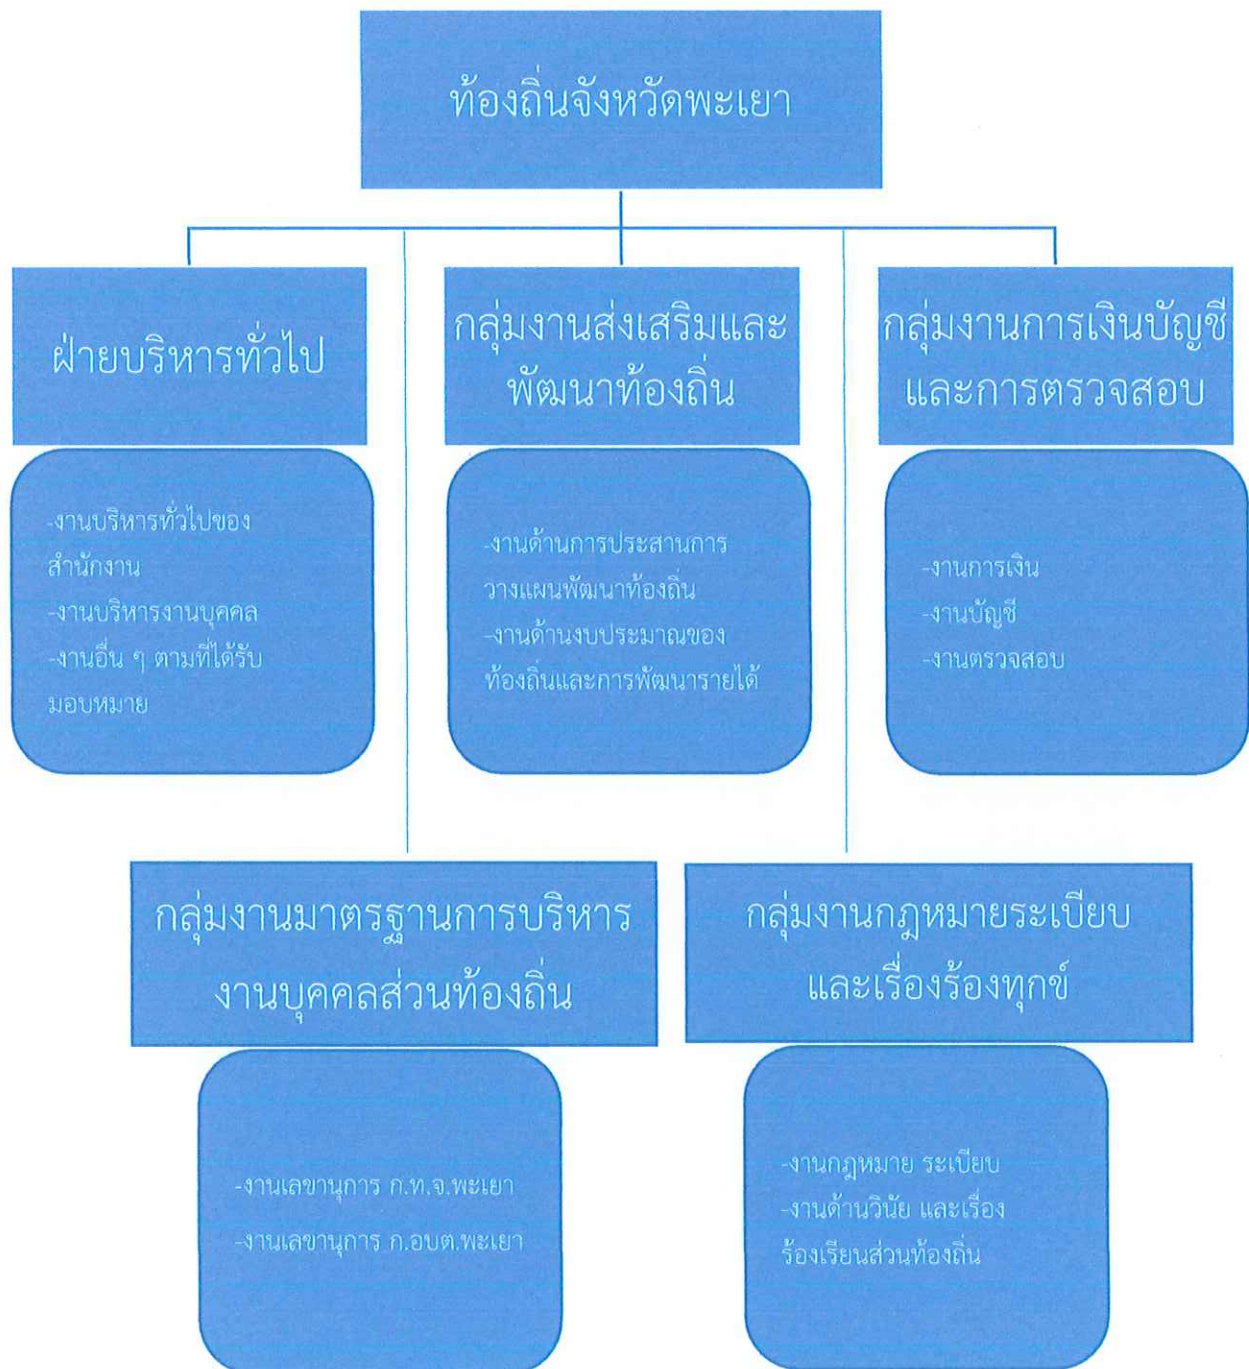 ท้องถิ่นจังหวัดพะเยา
ฝ่ายบริหารทั่วไป
-งานบริหารทั่วไปของ
สำนักงาน
-งานบริหารงานบุคคล
-งานอื่น ๆ ตามที่ได้รับ
มอบหมาย
กลุ่มงานส่งเสริมและ
พัฒนาท้องถิ่น
-งานด้านการประสานการ
วางแผนพัฒนาท้องถิ่น
-งานด้านงบประมาณของ
ท้องถิ่นและการพัฒนารายได้
กลุ่มงานการเงินบัญชี
และการตรวจสอบ
-งานการเงิน
-งานบัญชี
-งานตรวจสอบ
กลุ่มงานมาตรฐานการบริหาร
งานบุคคลส่วนท้องถิ่น
-งานเลขานุการ ก.ท.จ.พะเยา
-งานเลขานุการ ก.อบต.พะเยา
กลุ่มงานกฎหมายระเบียบ
และเรื่องร้องทุกข์
-งานกฎหมาย ระเบียบ
-งานด้านวินัย และเรื่อง
ร้องเรียนส่วนท้องถิ่น